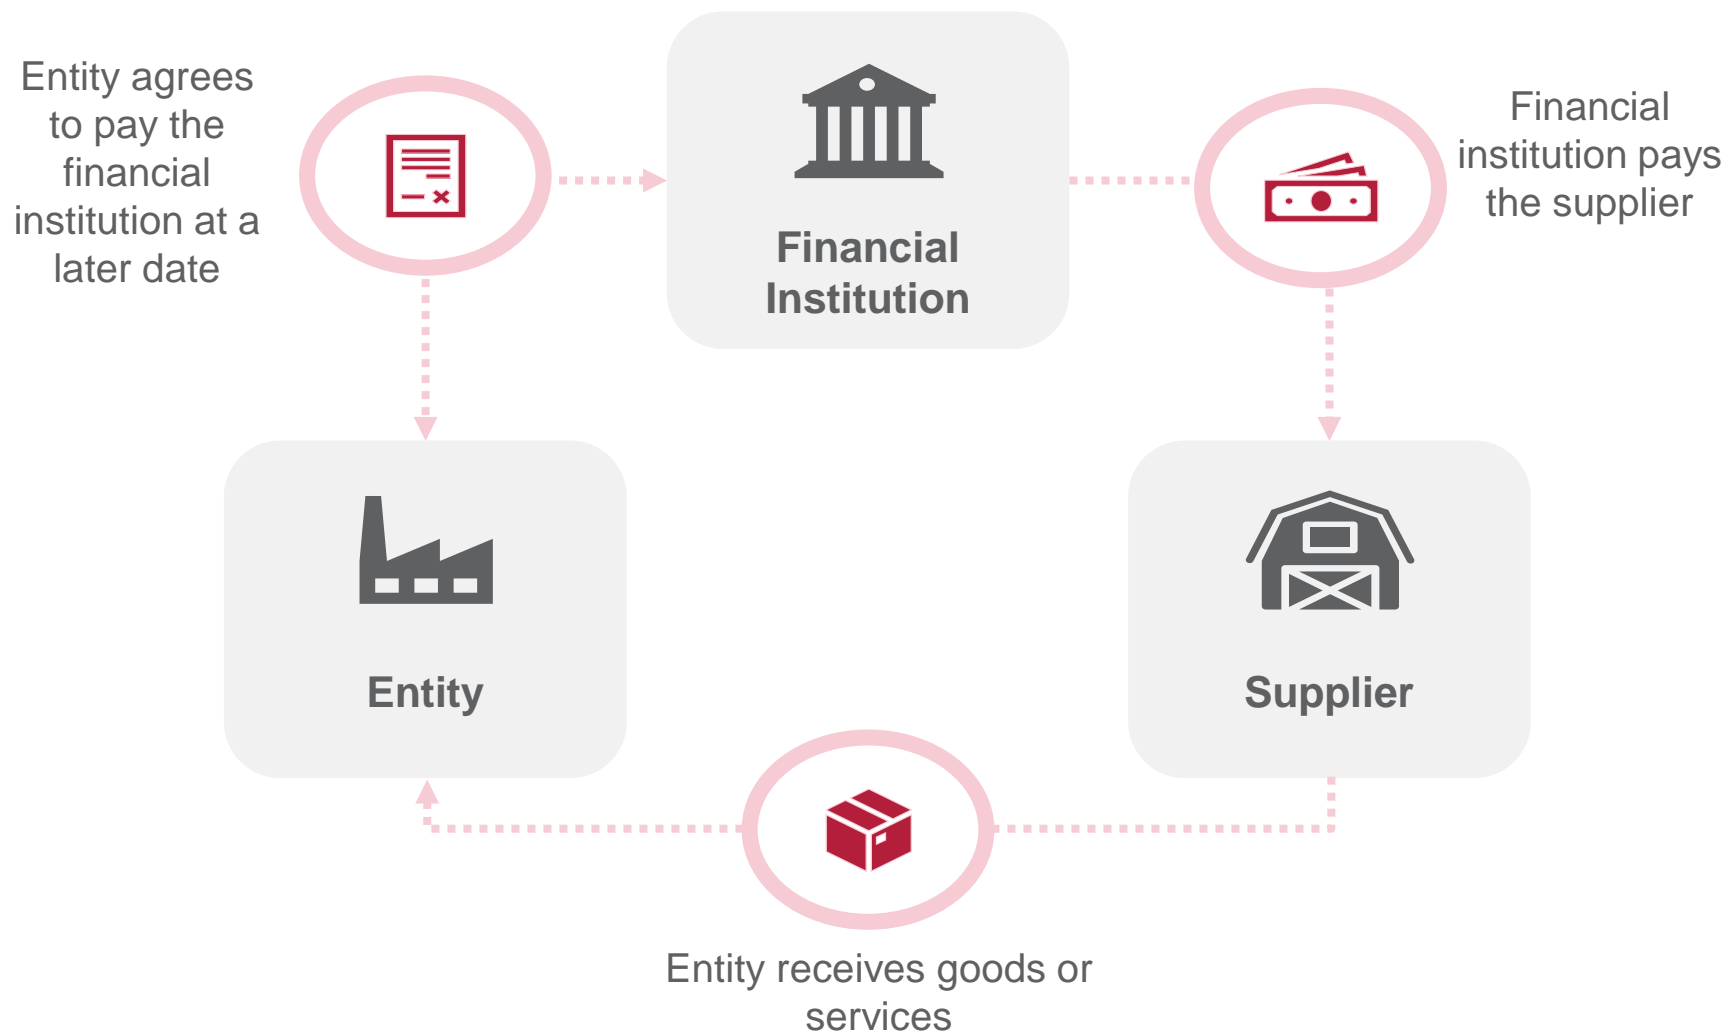 Entity agrees
to pay the
financial
institution at a
later date
Financial
Institution
Financial
institution pays
the supplier
Entity
Supplier
Entity receives goods or
services